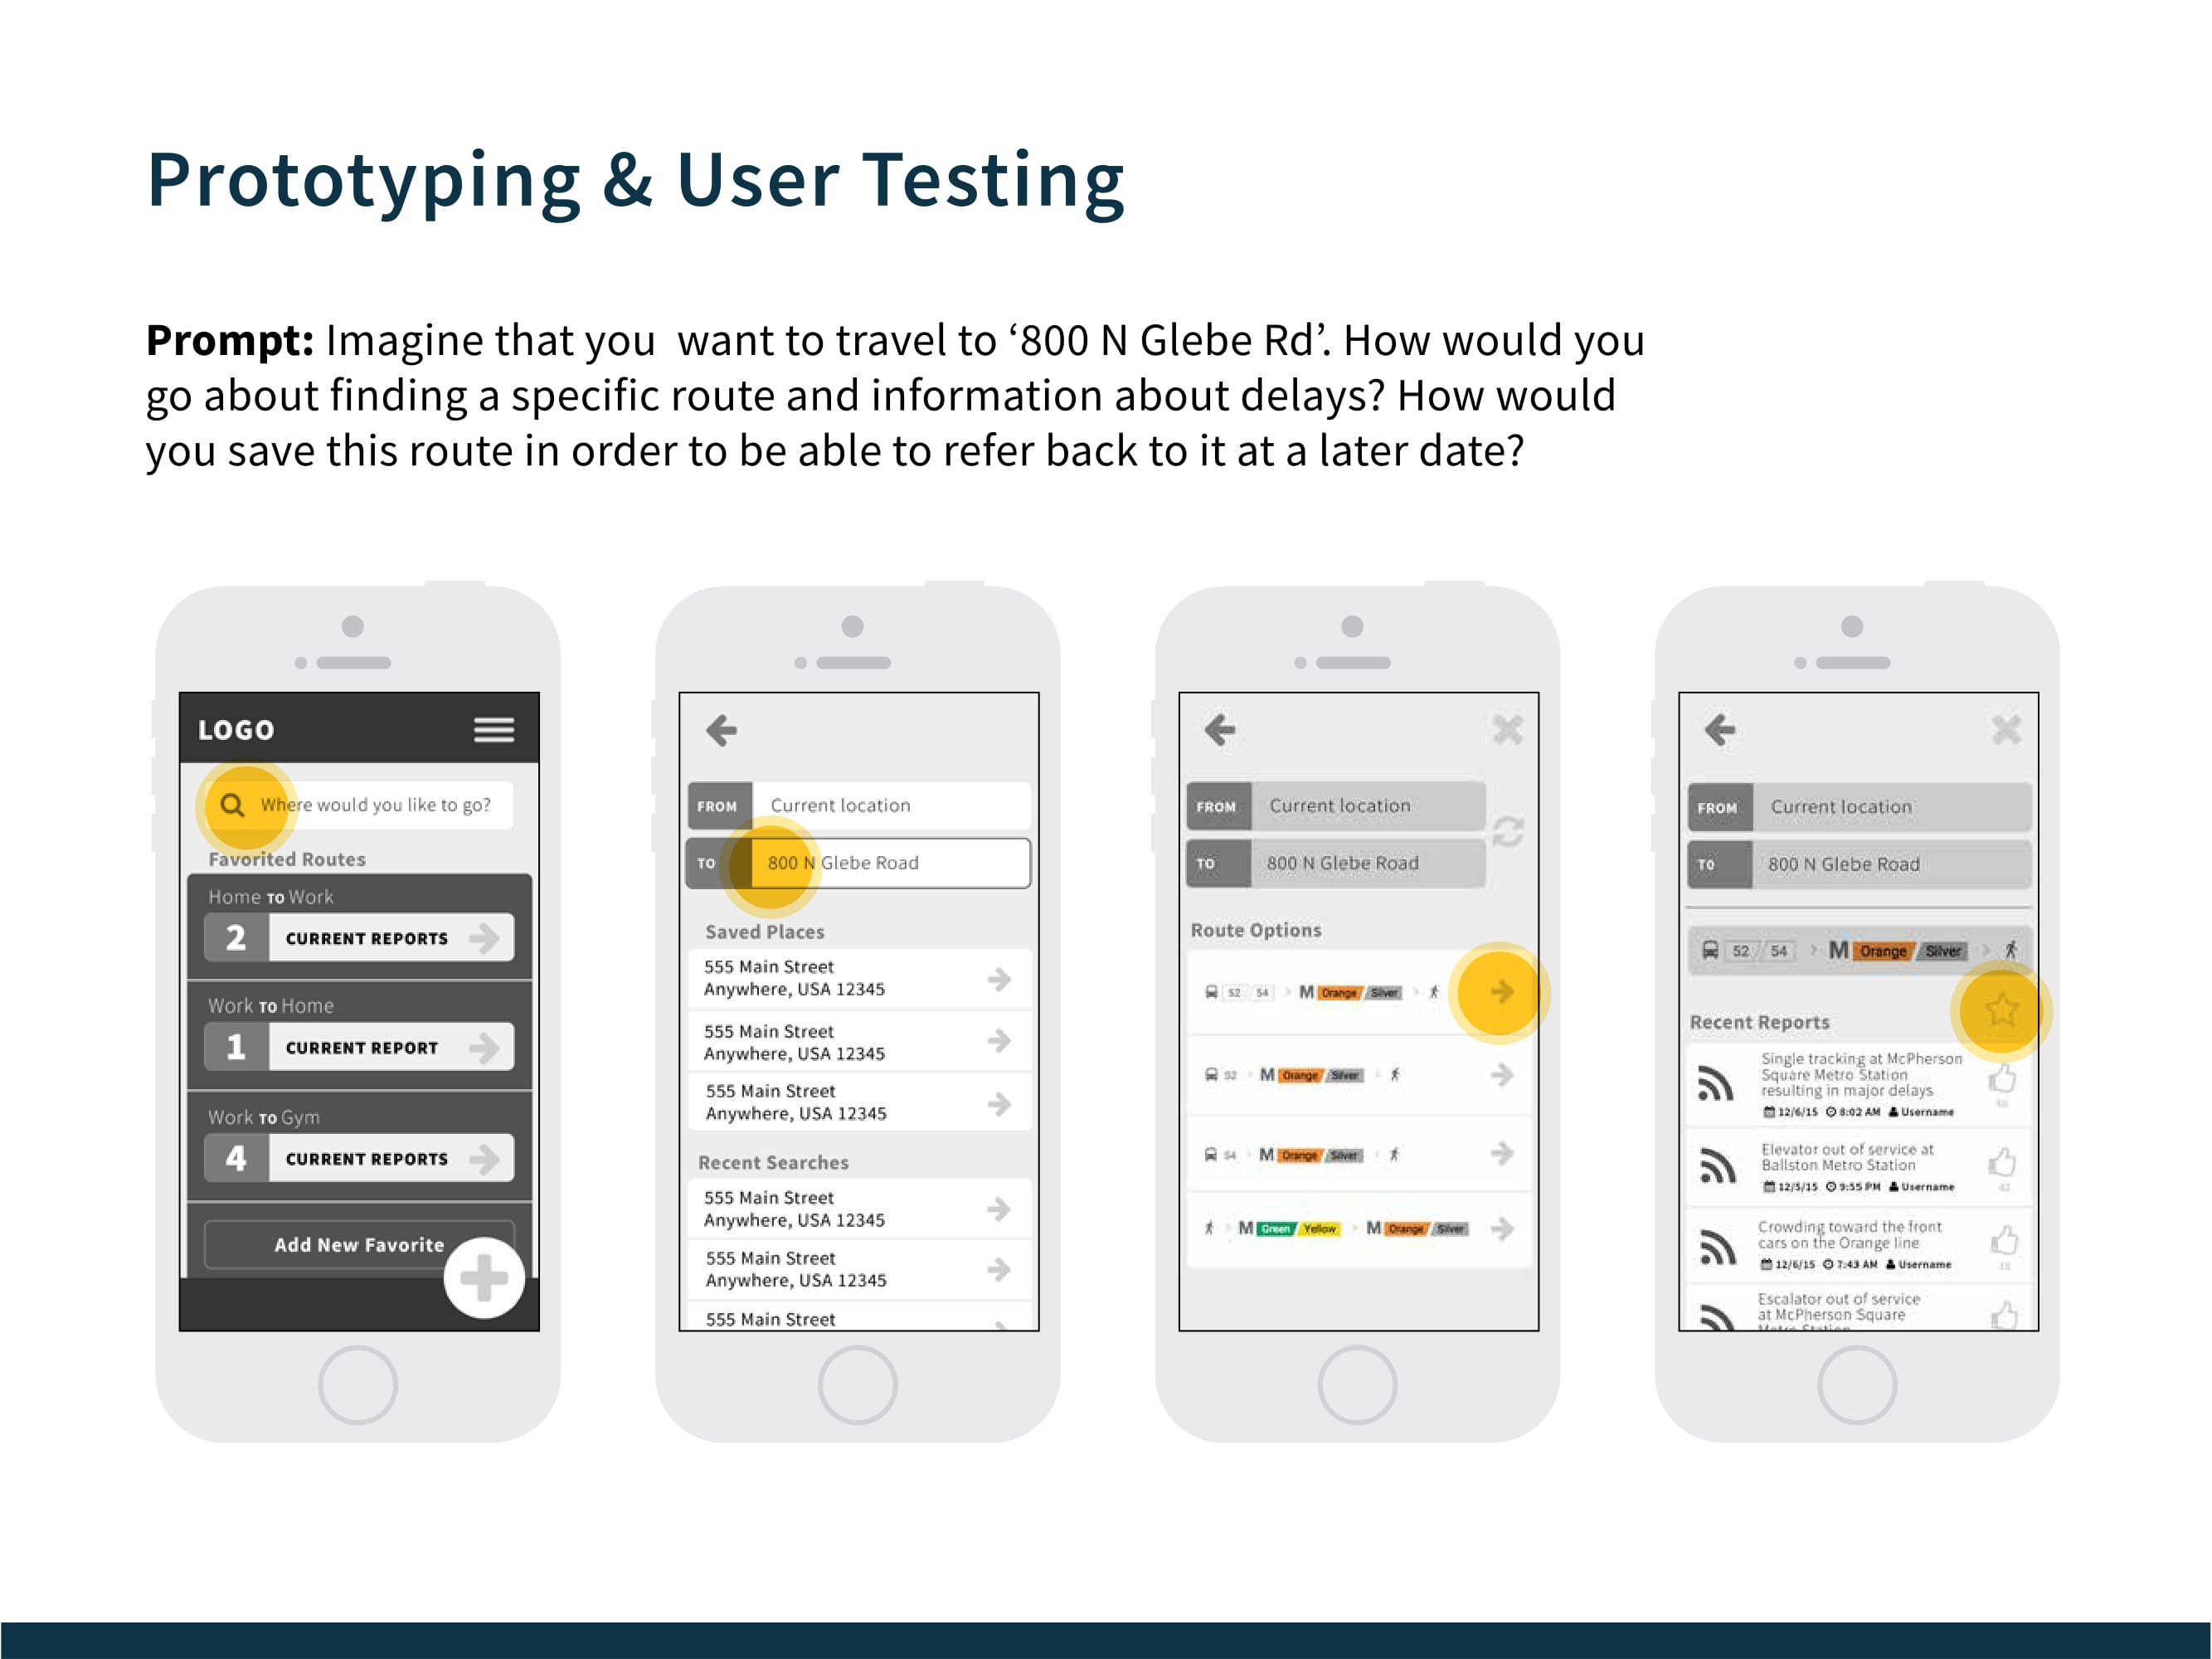 Prototyping & User Testing
Prompt: Imagine that you  want to travel to ‘800 N Glebe Rd’. How would you
go about finding a specific route and information about delays? How would
you save this route in order to be able to refer back to it at a later date?
LOGO
Where would you like to go?
Favorited Routes
Home TO Work
2 CURRENT REPORTS
Work TO Home
1 CURRENT REPORT
Work TO Gym
4 CURRENT REPORTS
Add New Favorite
FROM Current location
TO 800 N Glebe Road
Saved Places
555 Main Street
Anywhere, USA 12345
555 Main Street
Anywhere, USA 12345
555 Main Street
Anywhere, USA 12345
Recent Searches
555 Main Street
Anywhere, USA 12345
555 Main Street
Anywhere, USA 12345
555 Main Street
FROM Current location
TO 800 N Glebe Road
Route Options
52 54 M Orange Silver
52 M Orange Silver
54 M Orange Silver
M Green Yellow M Orange Silver
FROM Current location
TO 800 N Glebe Road
52 54 M Orange Silver
Recent Reports
Single tracking at McPherson
Square Metro Station
resulting in major delays
12/6/15 8:02 AM Username
Elevator out of service at
Ballston Metro Station
12/5/15 9:55 PM Username
Crowding toward the front
cars on the Orange line
12/6/15 7:43 AM Username
Escalator out of service
at McPherson Square
Metro Station